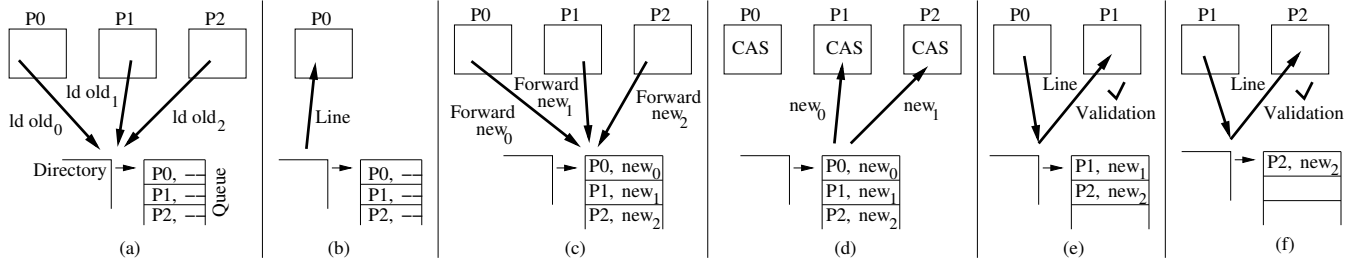 P0 P1 P2
ld old0
ld old1
ld old2
Directory
P0, --
P1, --
P2, --
Queue
(a)
P0
Line
P0, --
P1, --
P2, --
(b)
P0 P1 P2
Forward
new0
Forward
new1
Forward
new2
P0, new0
P1, new1
P2, new2
(c)
P0 P1 P2
CAS CAS CAS
new0
new1
P0, new0
P1, new1
P2, new2
(d)
P0 P1
Line
Validation
P1, new1
P2, new2
(e)
P1 P2
Line
Validation
P2, new2
(f)